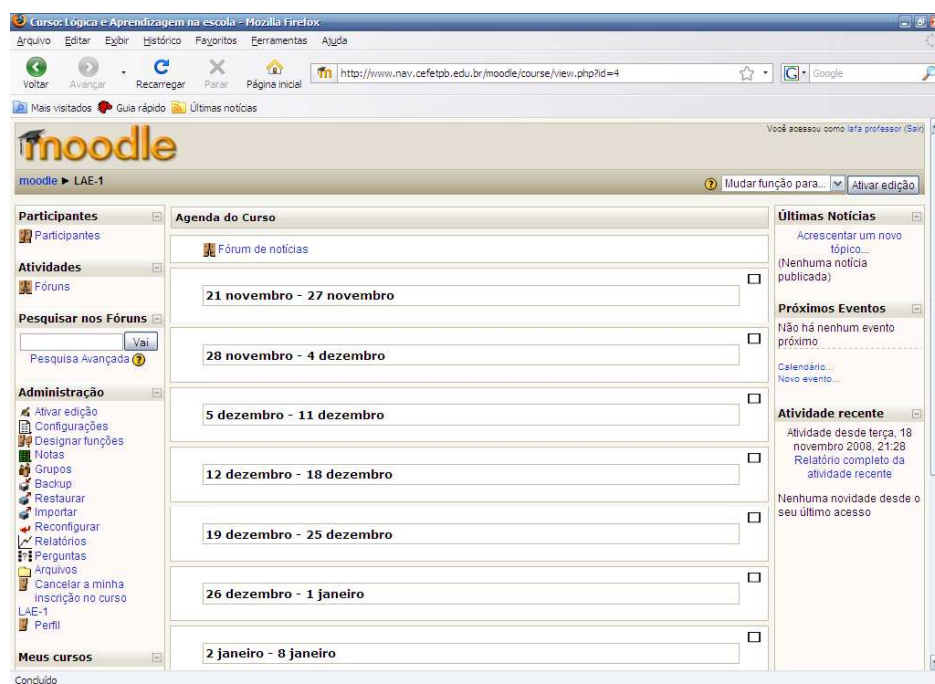 Curso: Lógica e Aprendizagem na escola - Mozilla Firefox
Arquivo Editar Exibir Histórico Favoritos Ferramentas Ajuda
Voltar Avançar Recarregar Parar Página inicial
http://www.nav.cefetpb.edu.br/moodle/course/view.php?id=4
Google
Mais visitados Guia rápido Últimas notícias
moodle
Você acessou como lafa professor (Sair)
moodle ► LAE-1
Mudar função para... Ativar edição
Participantes
Participantes
Atividades
Fóruns
Pesquisar nos Fóruns
Vai
Pesquisa Avançada
Administração
Ativar edição
Configurações
Designar funções
Notas
Grupos
Backup
Restaurar
Importar
Reconfigurar
Relatórios
Perguntas
Arquivos
Cancelar a minha
inscrição no curso
LAE-1
Perfil
Meus cursos
Agenda do Curso
Fórum de notícias
21 novembro - 27 novembro
28 novembro - 4 dezembro
5 dezembro - 11 dezembro
12 dezembro - 18 dezembro
19 dezembro - 25 dezembro
26 dezembro - 1 janeiro
2 janeiro - 8 janeiro
Últimas Notícias
Acrescentar um novo
tópico...
(Nenhuma notícia
publicada)
Próximos Eventos
Não há nenhum evento
próximo
Calendário...
Novo evento...
Atividade recente
Atividade desde terça, 18
novembro 2008, 21:28
Relatório completo da
atividade recente
Nenhuma novidade desde o
seu último acesso
Concluído